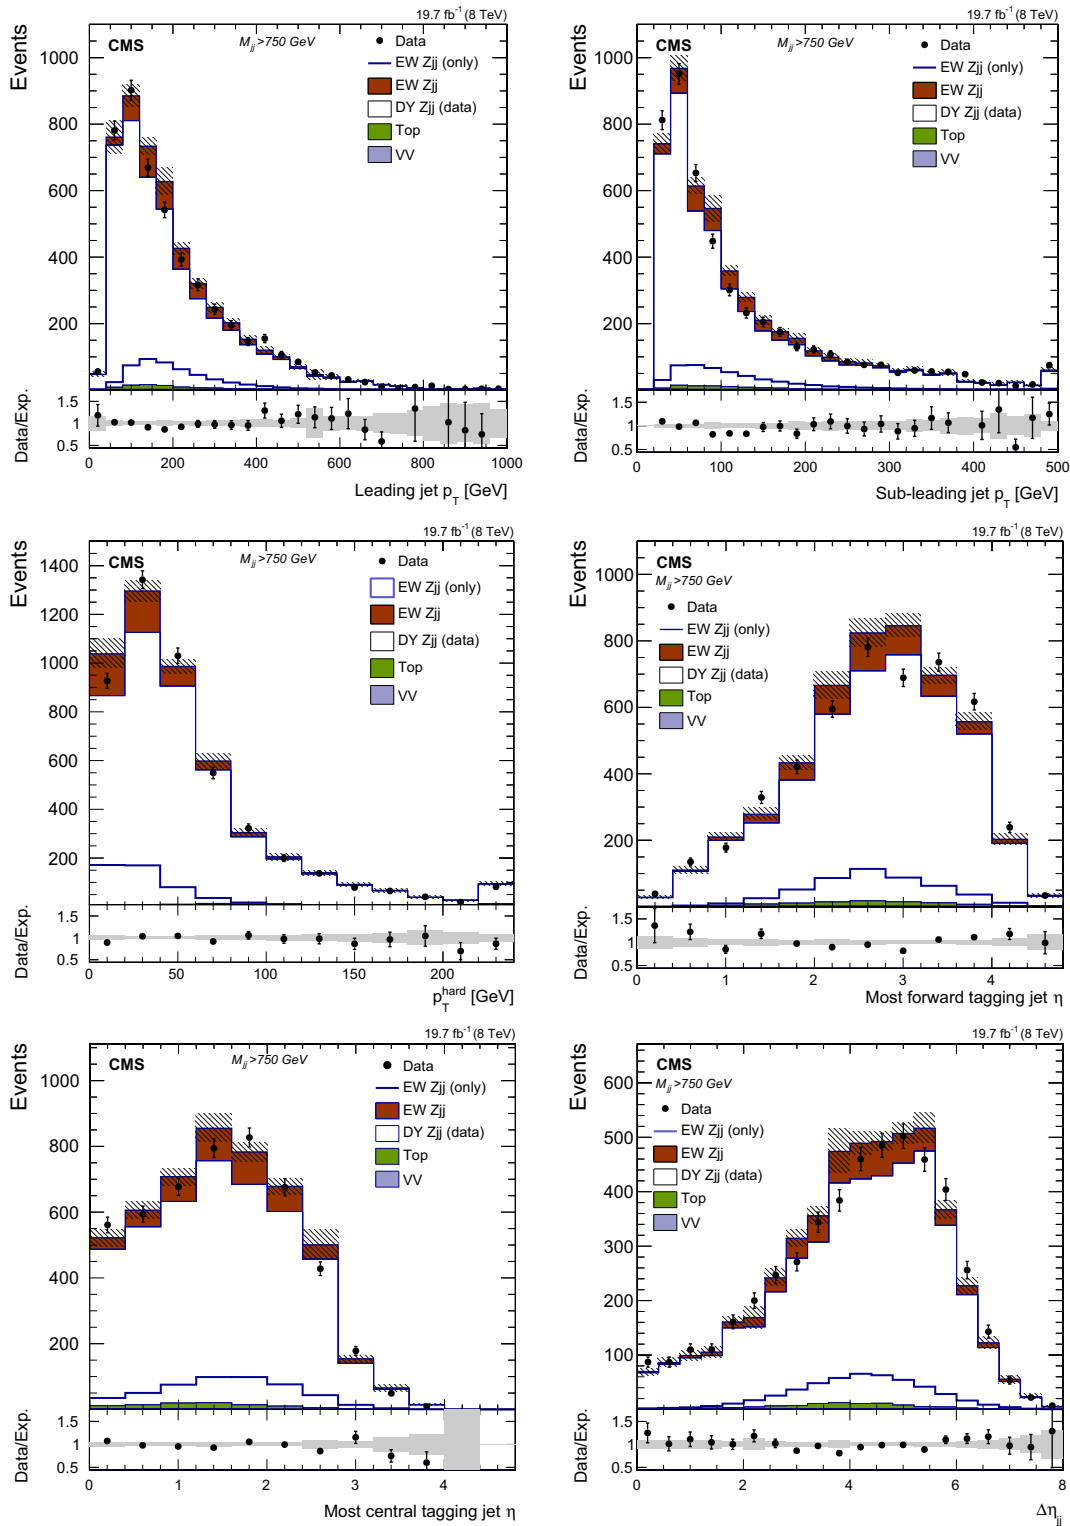 19.7 fb⁻¹ (8 TeV)
Events
CMS
M_jj >750 GeV
Data
EW Zjj (only)
EW Zjj
DY Zjj (data)
Top
VV
1000
800
600
400
200
Data/Exp.
1.5
1
0.5
0 200 400 600 800 1000
Leading jet p_T [GeV]
19.7 fb⁻¹ (8 TeV)
Events
CMS
M_jj >750 GeV
Data
EW Zjj (only)
EW Zjj
DY Zjj (data)
Top
VV
1000
800
600
400
200
Data/Exp.
1.5
1
0.5
0 100 200 300 400 500
Sub-leading jet p_T [GeV]
19.7 fb⁻¹ (8 TeV)
Events
CMS
M_jj >750 GeV
Data
EW Zjj (only)
EW Zjj
DY Zjj (data)
Top
VV
1400
1200
1000
800
600
400
200
Data/Exp.
1.5
1
0.5
0 50 100 150 200
p_T^hard [GeV]
19.7 fb⁻¹ (8 TeV)
Events
CMS
M_jj >750 GeV
Data
EW Zjj (only)
EW Zjj
DY Zjj (data)
Top
VV
1000
800
600
400
200
Data/Exp.
1.5
1
0.5
0 1 2 3 4
Most forward tagging jet η
19.7 fb⁻¹ (8 TeV)
Events
CMS
M_jj >750 GeV
Data
EW Zjj (only)
EW Zjj
DY Zjj (data)
Top
VV
1000
800
600
400
200
Data/Exp.
1.5
1
0.5
0 1 2 3 4
Most central tagging jet η
19.7 fb⁻¹ (8 TeV)
Events
CMS
M_jj >750 GeV
Data
EW Zjj (only)
EW Zjj
DY Zjj (data)
Top
VV
600
500
400
300
200
100
Data/Exp.
1.5
1
0.5
0 2 4 6 8
Δη_jj